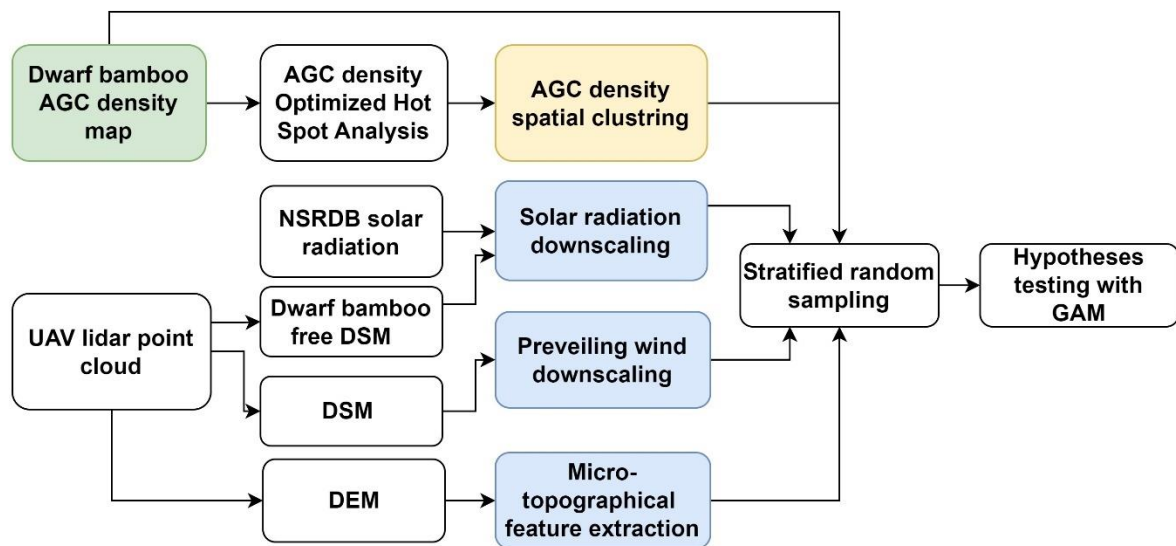 Dwarf bamboo
AGC density
map
AGC density
Optimized Hot
Spot Analysis
AGC density
spatial clustring
NSRDB solar
radiation
Solar radiation
downscaling
UAV lidar point
cloud
Dwarf bamboo
free DSM
DSM
Preveiling wind
downscaling
DEM
Micro-
topographical
feature extraction
Stratified random
sampling
Hypotheses
testing with
GAM